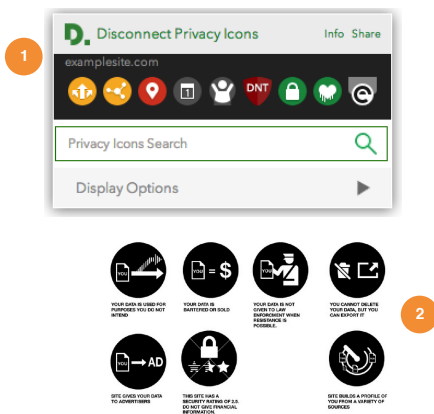 1
D. Disconnect Privacy Icons Info Share
examplesite.com
1
DNT
@
Privacy Icons Search
Display Options
2
YOU
YOU = $
YOU
YOUR DATA IS USED FOR
PURPOSES YOU DO NOT
INTEND
YOUR DATA IS
BARTERED OR SOLD
YOUR DATA IS NOT
GIVEN TO LAW
ENFORCEMENT WHEN
RESISTANCE IS
POSSIBLE.
YOU CANNOT DELETE
YOUR DATA, BUT YOU
CAN EXPORT IT
YOU AD
SITE GIVES YOUR DATA
TO ADVERTISERS
THIS SITE HAS A
SECURITY RATING OF 2.5.
DO NOT GIVE FINANCIAL
INFORMATION.
SITE BUILDS A PROFILE OF
YOU FROM A VARIETY OF
SOURCES